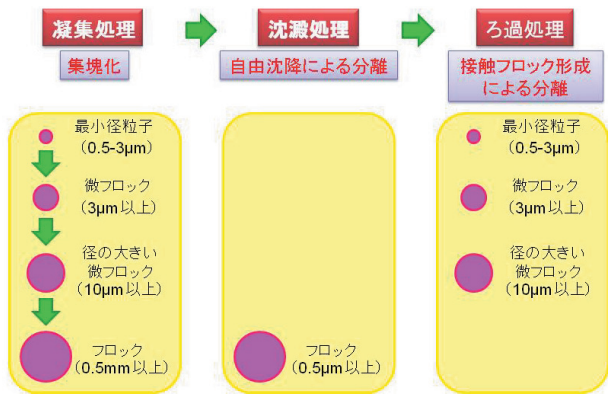 凝集処理
沈澱処理
ろ過処理
集塊化
自由沈降による分離
接触フロック形成
による分離
最小径粒子
（0.5-3μm）
微フロック
（3μm以上）
径の大きい
微フロック
（10μm以上）
フロック
（0.5mm以上）
フロック
（0.5μm以上）
最小径粒子
（0.5-3μm）
微フロック
（3μm以上）
径の大きい
微フロック
（10μm以上）